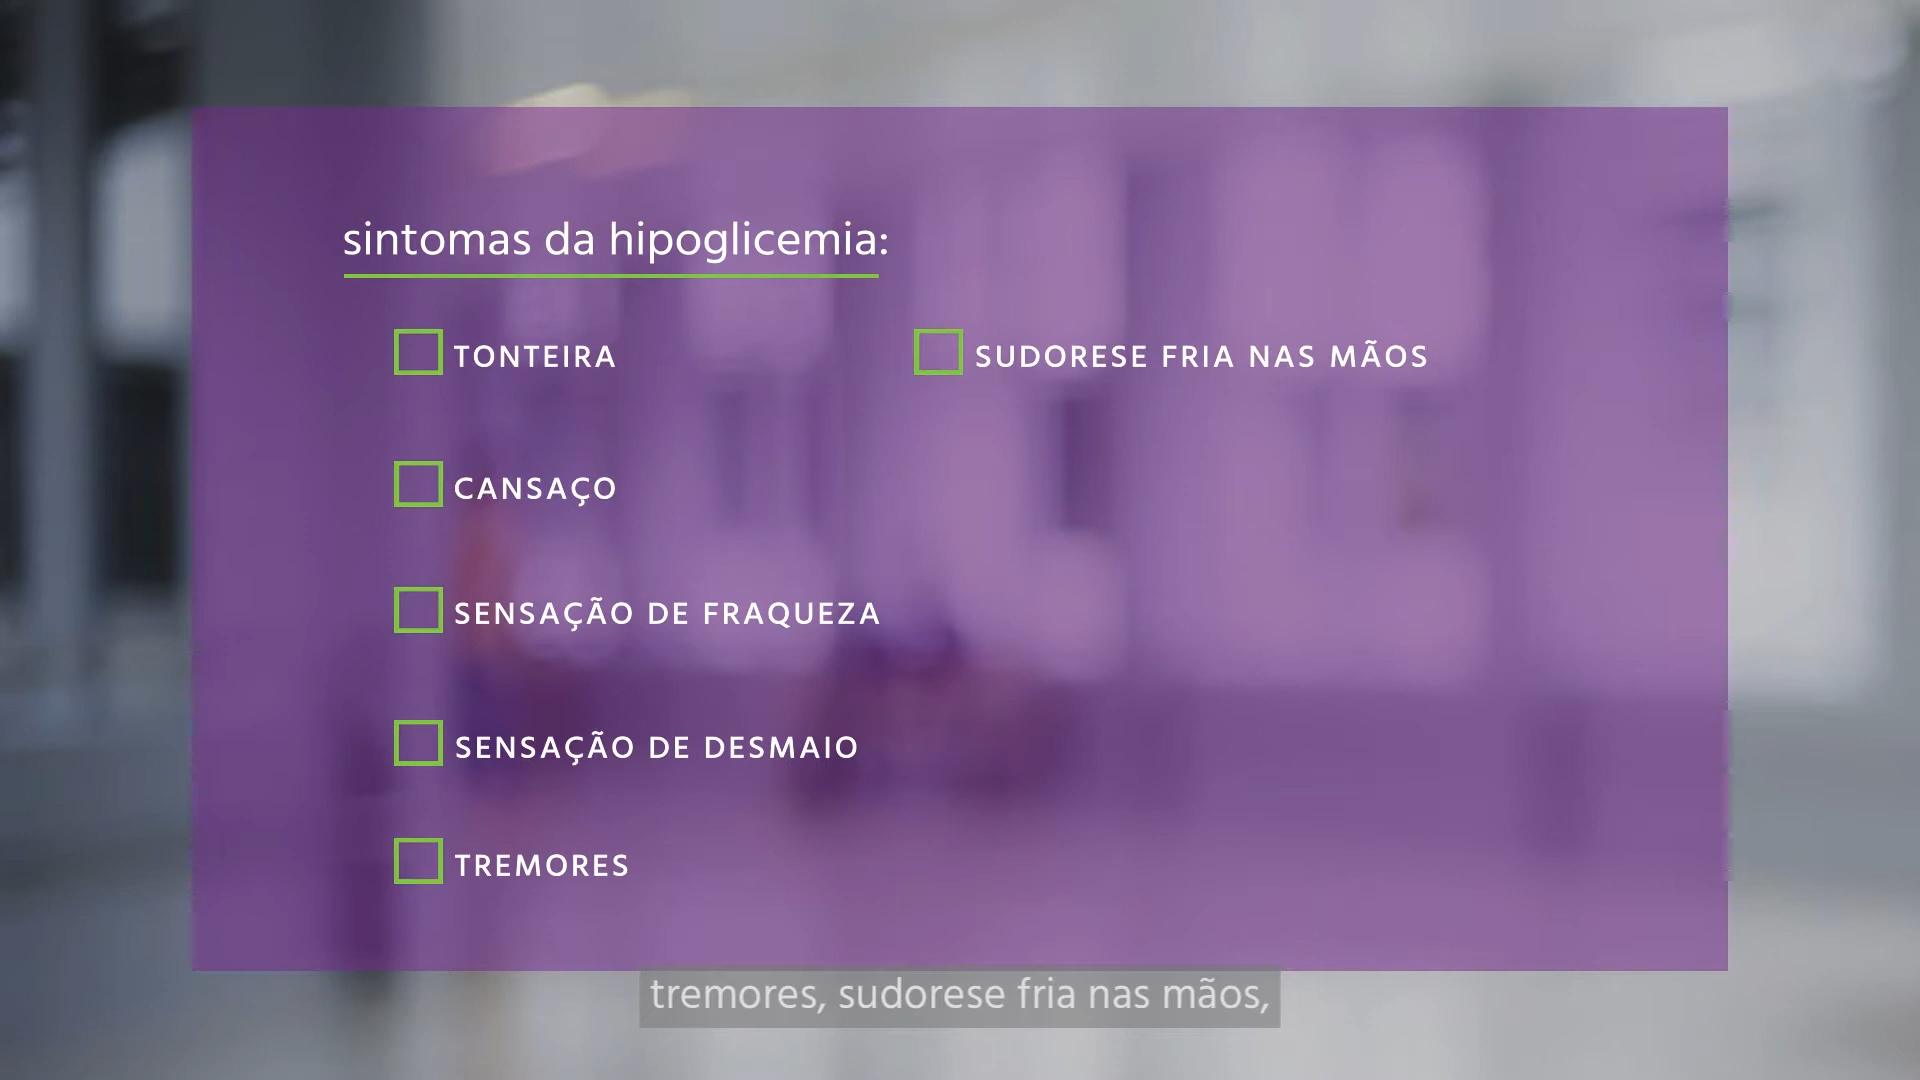 sintomas da hipoglicemia:
TONTEIRA
CANSAÇO
SENSAÇÃO DE FRAQUEZA
SENSAÇÃO DE DESMAIO
TREMORES
SUDORESE FRIA NAS MÃOS
tremores, sudorese fria nas mãos,